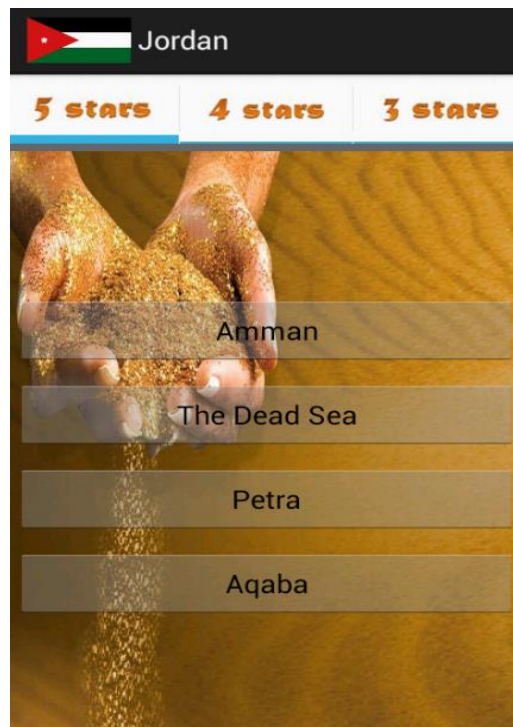 Jordan
5 stars 4 stars 3 stars
Amman
The Dead Sea
Petra
Aqaba